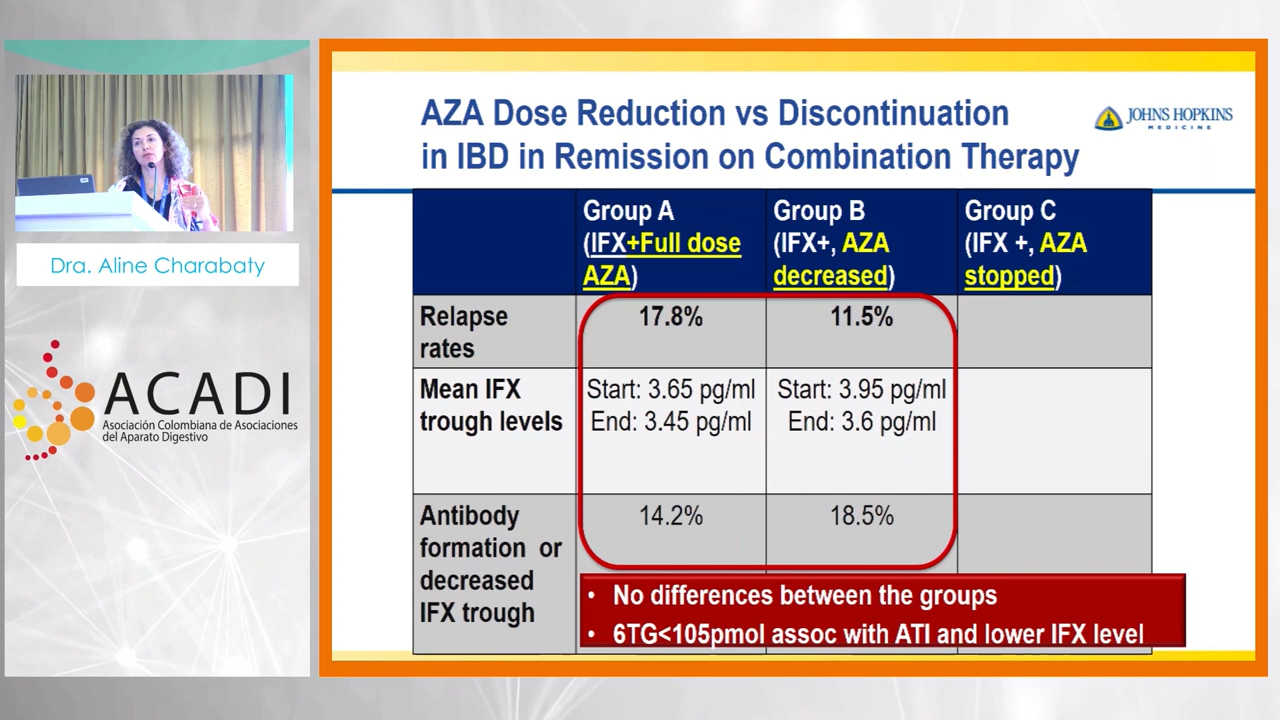 AZA Dose Reduction vs Discontinuation
in IBD in Remission on Combination Therapy
JOHNS HOPKINS
MEDICINE
Group A
(IFX+Full dose
AZA)
Group B
(IFX+, AZA
decreased)
Group C
(IFX +, AZA
stopped)
Relapse
rates
17.8%
11.5%
Mean IFX
trough levels
Start: 3.65 pg/ml
End: 3.45 pg/ml
Start: 3.95 pg/ml
End: 3.6 pg/ml
Antibody
formation or
decreased
IFX trough
14.2%
18.5%
• No differences between the groups
• 6TG<105pmol assoc with ATI and lower IFX level
Dra. Aline Charabaty
ACADI
Asociación Colombiana de Asociaciones
del Aparato Digestivo